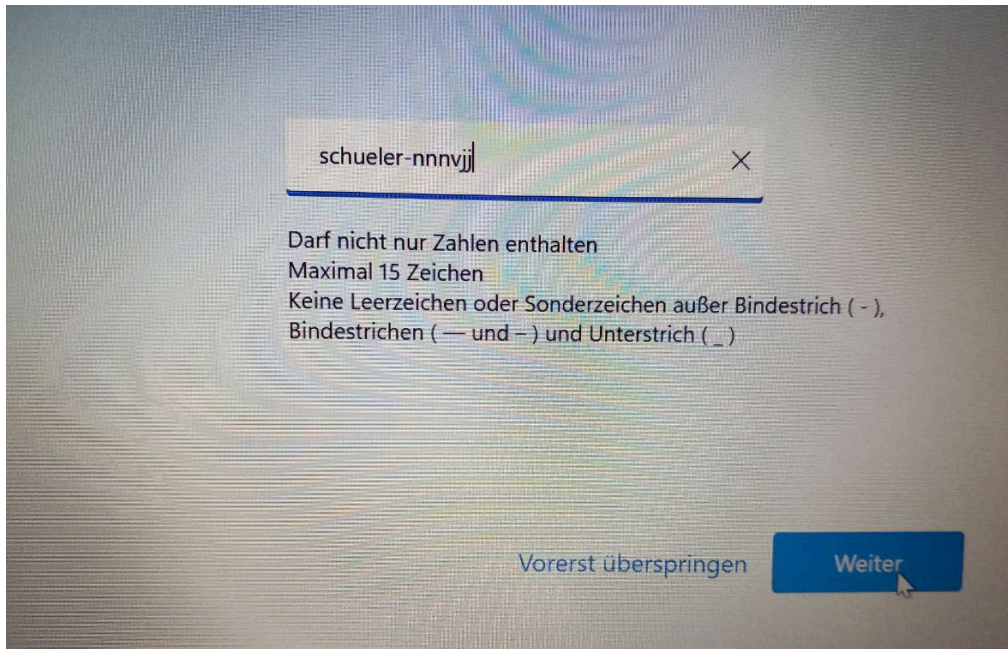 schueler-nnnvjj
Darf nicht nur Zahlen enthalten
Maximal 15 Zeichen
Keine Leerzeichen oder Sonderzeichen außer Bindestrich ( - ),
Bindestrichen ( — und – ) und Unterstrich ( _ )
Vorerst überspringen
Weiter